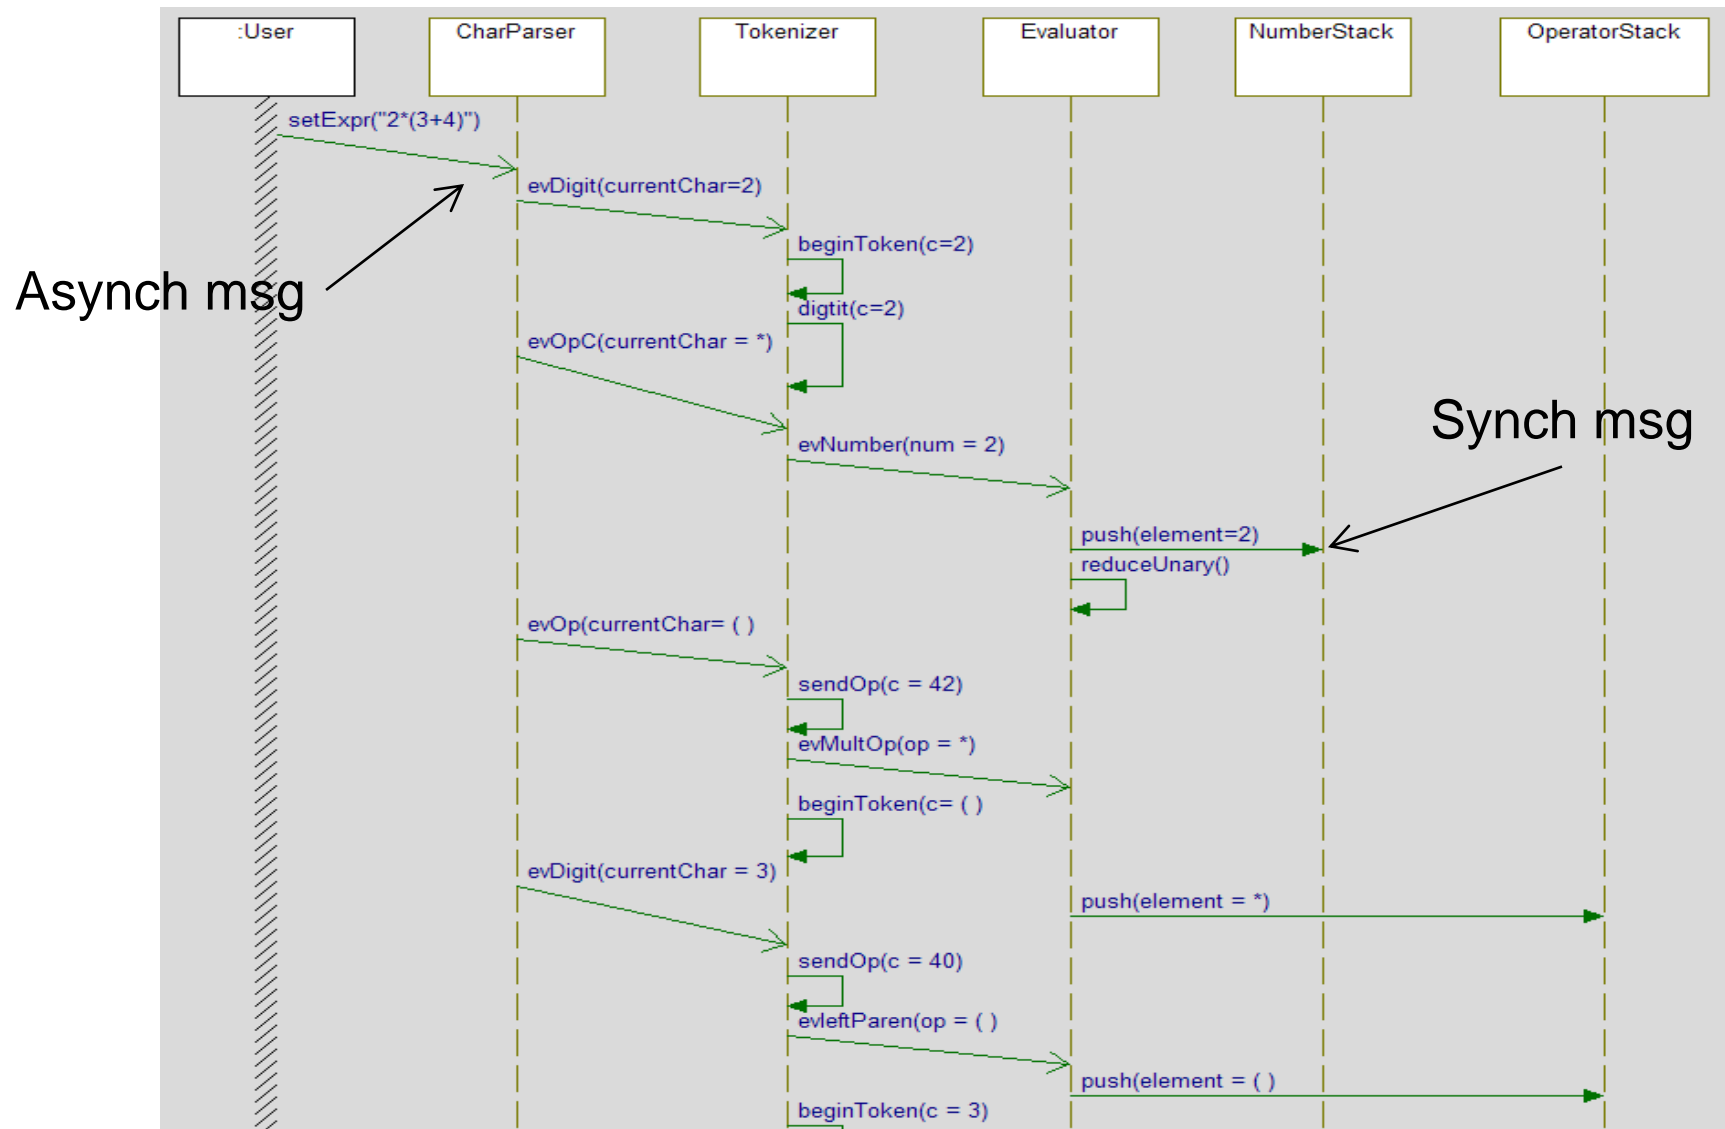 :User
CharParser
Tokenizer
Evaluator
NumberStack
OperatorStack
setExpr("2*(3+4)")
evDigit(currentChar=2)
beginToken(c=2)
Asynch msg
digtit(c=2)
evOpC(currentChar = *)
Synch msg
evNumber(num = 2)
push(element=2)
reduceUnary()
evOp(currentChar= ( )
sendOp(c = 42)
evMultOp(op = *)
beginToken(c= ( )
evDigit(currentChar = 3)
push(element = *)
sendOp(c = 40)
evleftParen(op = ( )
push(element = ( )
beginToken(c = 3)